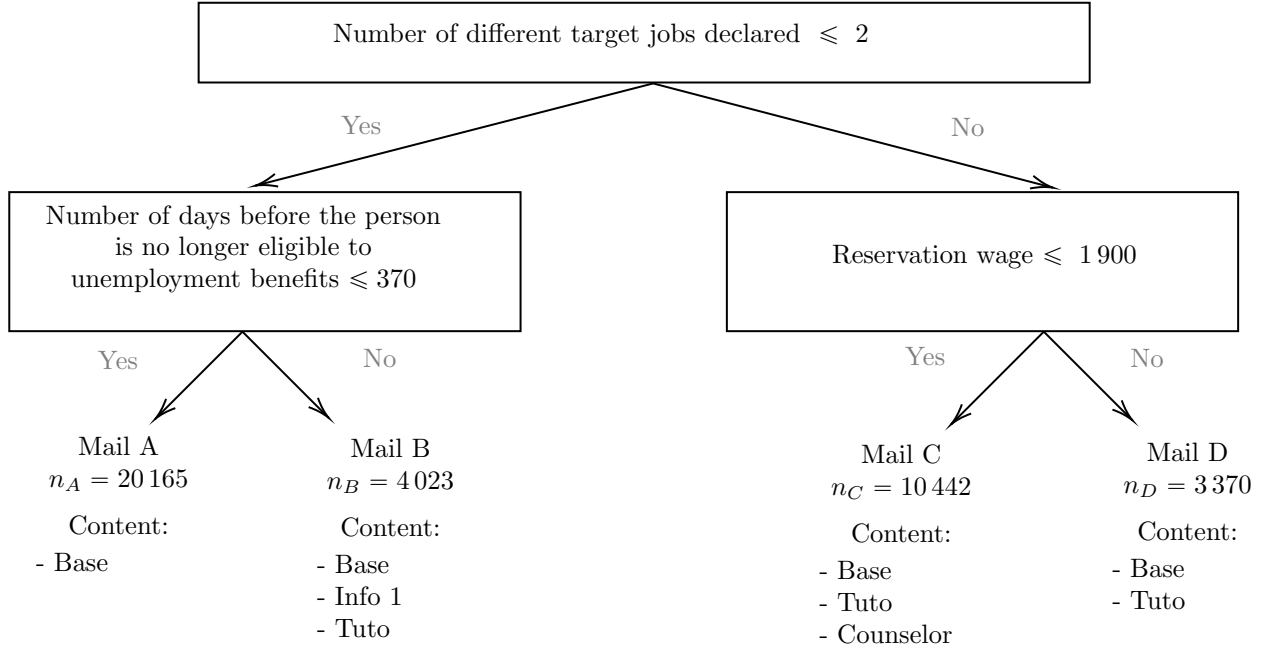 Number of different target jobs declared ⩽ 2
Yes
No
Number of days before the person
is no longer eligible to
unemployment benefits ⩽ 370
Reservation wage ⩽ 1 900
Yes
No
Yes
No
Mail A
n_A = 20 165
Content:
- Base
Mail B
n_B = 4 023
Content:
- Base
- Info 1
- Tuto
Mail C
n_C = 10 442
Content:
- Base
- Tuto
- Counselor
Mail D
n_D = 3 370
Content:
- Base
- Tuto